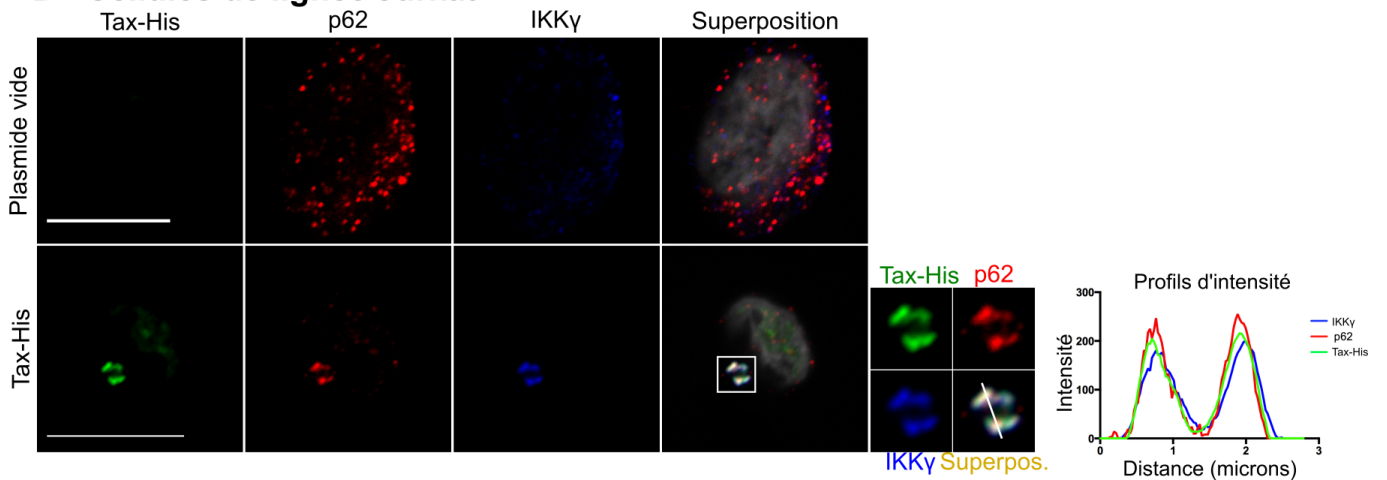 Tax-His p62 IKKγ Superposition
Plasmide vide
Tax-His
Tax-His p62
IKKγ Superpos.
Profils d'intensité
300
200
100
0
Intensité
0 1 2 3
Distance (microns)
IKKγ
p62
Tax-His